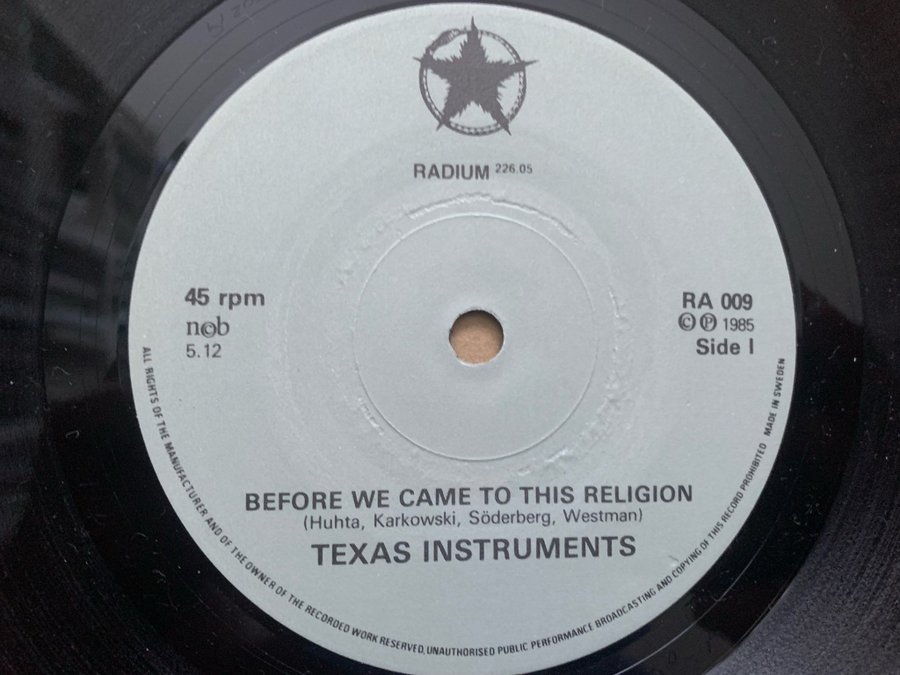 RADIUM 226.05
45 rpm
n©b
5.12
RA 009
©℗ 1985
Side I
BEFORE WE CAME TO THIS RELIGION
(Huhta, Karkowski, Söderberg, Westman)
TEXAS INSTRUMENTS
ALL RIGHTS OF THE MANUFACTURER AND OF THE OWNER OF THE RECORDED WORK RESERVED, UNAUTHORISED PUBLIC PERFORMANCE BROADCASTING AND COPYING OF THIS RECORD PROHIBITED MADE IN SWEDEN